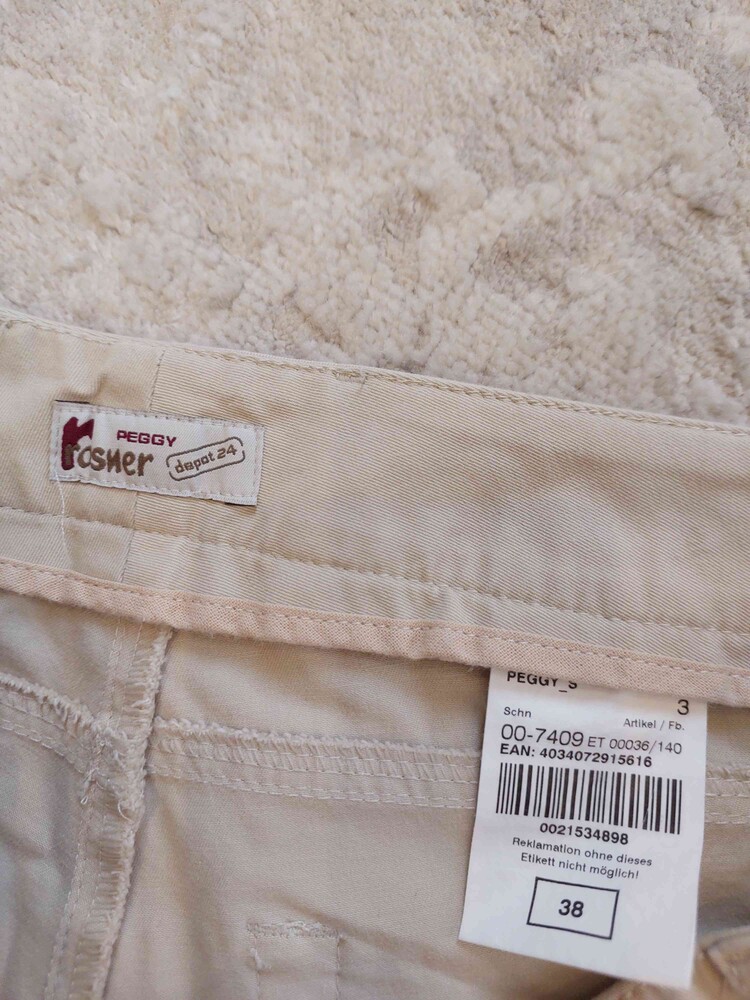 PEGGY
rosner depot 24
PEGGY_S
3
Schn
Artikel / Fb.
00-7409 ET 00036/140
EAN: 4034072915616
0021534898
Reklamation ohne dieses
Etikett nicht möglich!
38